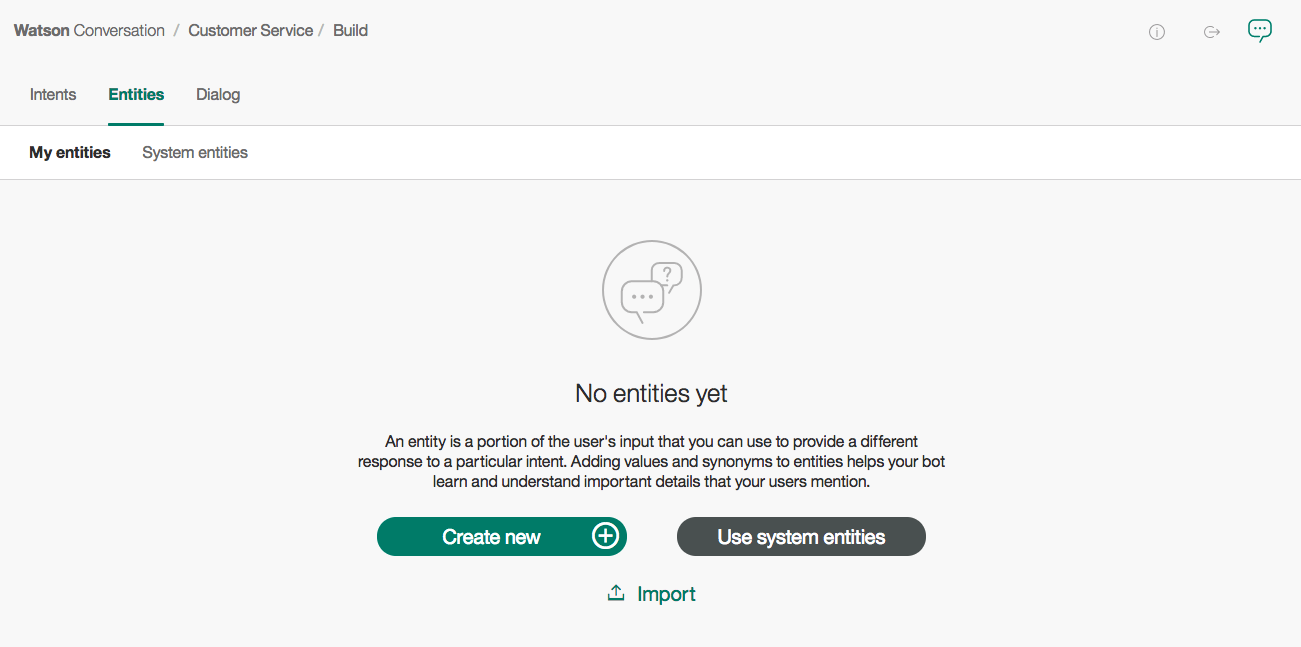 Watson Conversation / Customer Service / Build
Intents Entities Dialog
My entities System entities
?
No entities yet
An entity is a portion of the user's input that you can use to provide a different
response to a particular intent. Adding values and synonyms to entities helps your bot
learn and understand important details that your users mention.
Create new Use system entities
Import